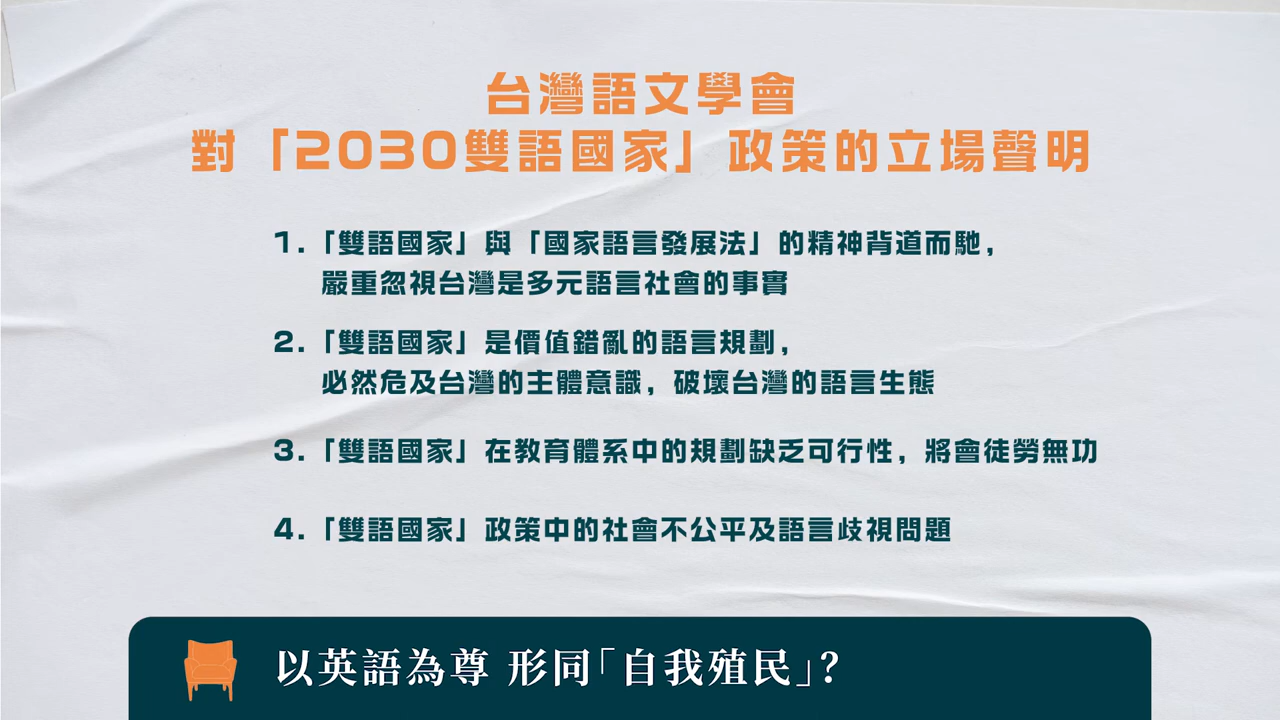 台灣語文學會
對「2030雙語國家」政策的立場聲明
1.「雙語國家」與「國家語言發展法」的精神背道而馳，
嚴重忽視台灣是多元語言社會的事實
2.「雙語國家」是價值錯亂的語言規劃，
必然危及台灣的主體意識，破壞台灣的語言生態
3.「雙語國家」在教育體系中的規劃缺乏可行性，將會徒勞無功
4.「雙語國家」政策中的社會不公平及語言歧視問題
以英語為尊 形同「自我殖民」？